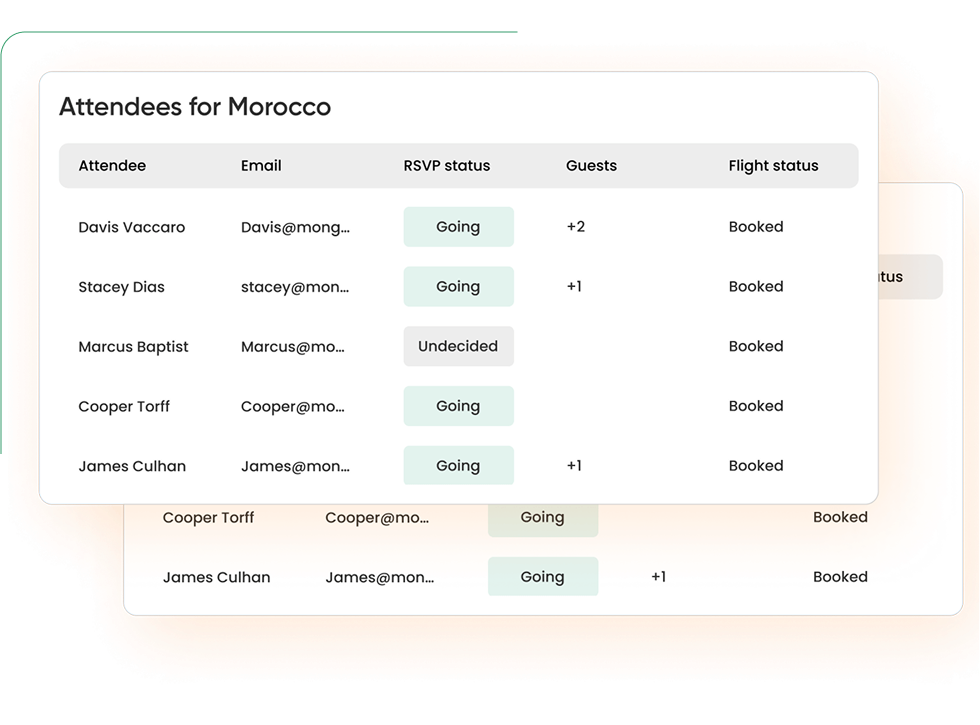 Attendees for Morocco
Attendee Email RSVP status Guests Flight status
Davis Vaccaro Davis@mong... Going +2 Booked
Stacey Dias stacey@mon... Going +1 Booked
Marcus Baptist Marcus@mo... Undecided Booked
Cooper Torff Cooper@mo... Going Booked
James Culhan James@mon... Going +1 Booked
Cooper Torff Cooper@mo... Going Booked
James Culhan James@mon... Going +1 Booked